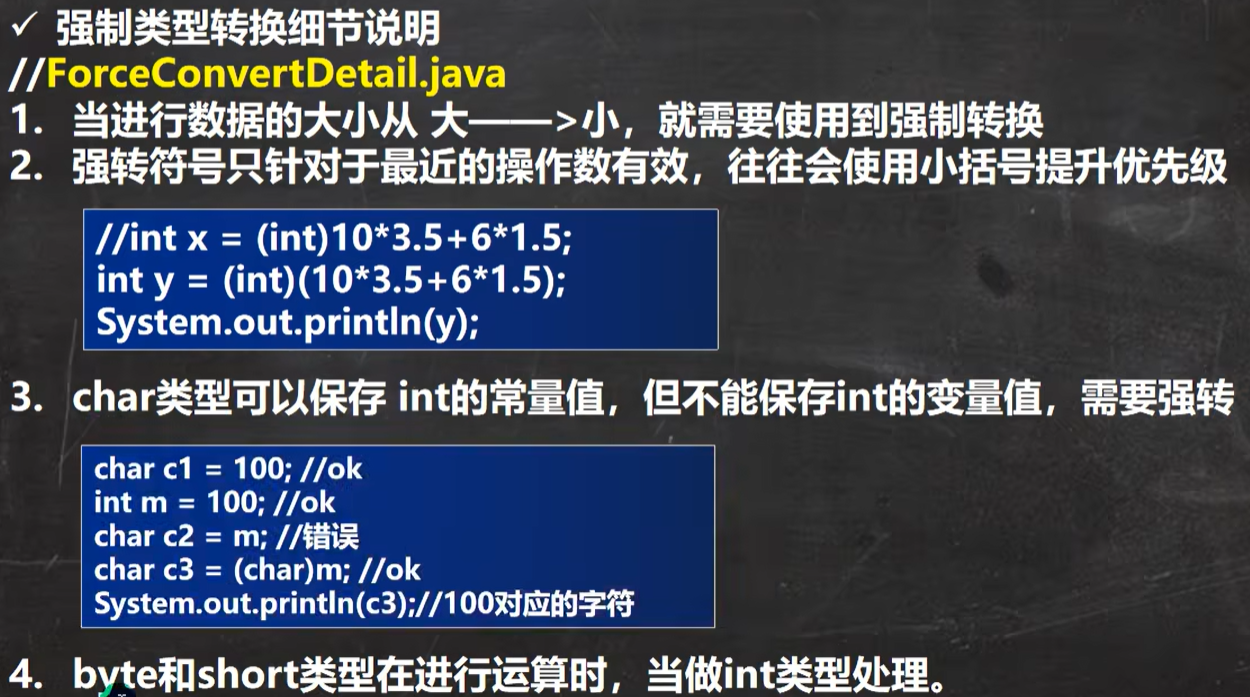 ✓ 强制类型转换细节说明
//ForceConvertDetail.java
1. 当进行数据的大小从 大——>小，就需要使用到强制转换
2. 强转符号只针对于最近的操作数有效，往往会使用小括号提升优先级
//int x = (int)10*3.5+6*1.5;
int y = (int)(10*3.5+6*1.5);
System.out.println(y);
3. char类型可以保存 int的常量值，但不能保存int的变量值，需要强转
char c1 = 100; //ok
int m = 100; //ok
char c2 = m; //错误
char c3 = (char)m; //ok
System.out.println(c3);//100对应的字符
4. byte和short类型在进行运算时，当做int类型处理。